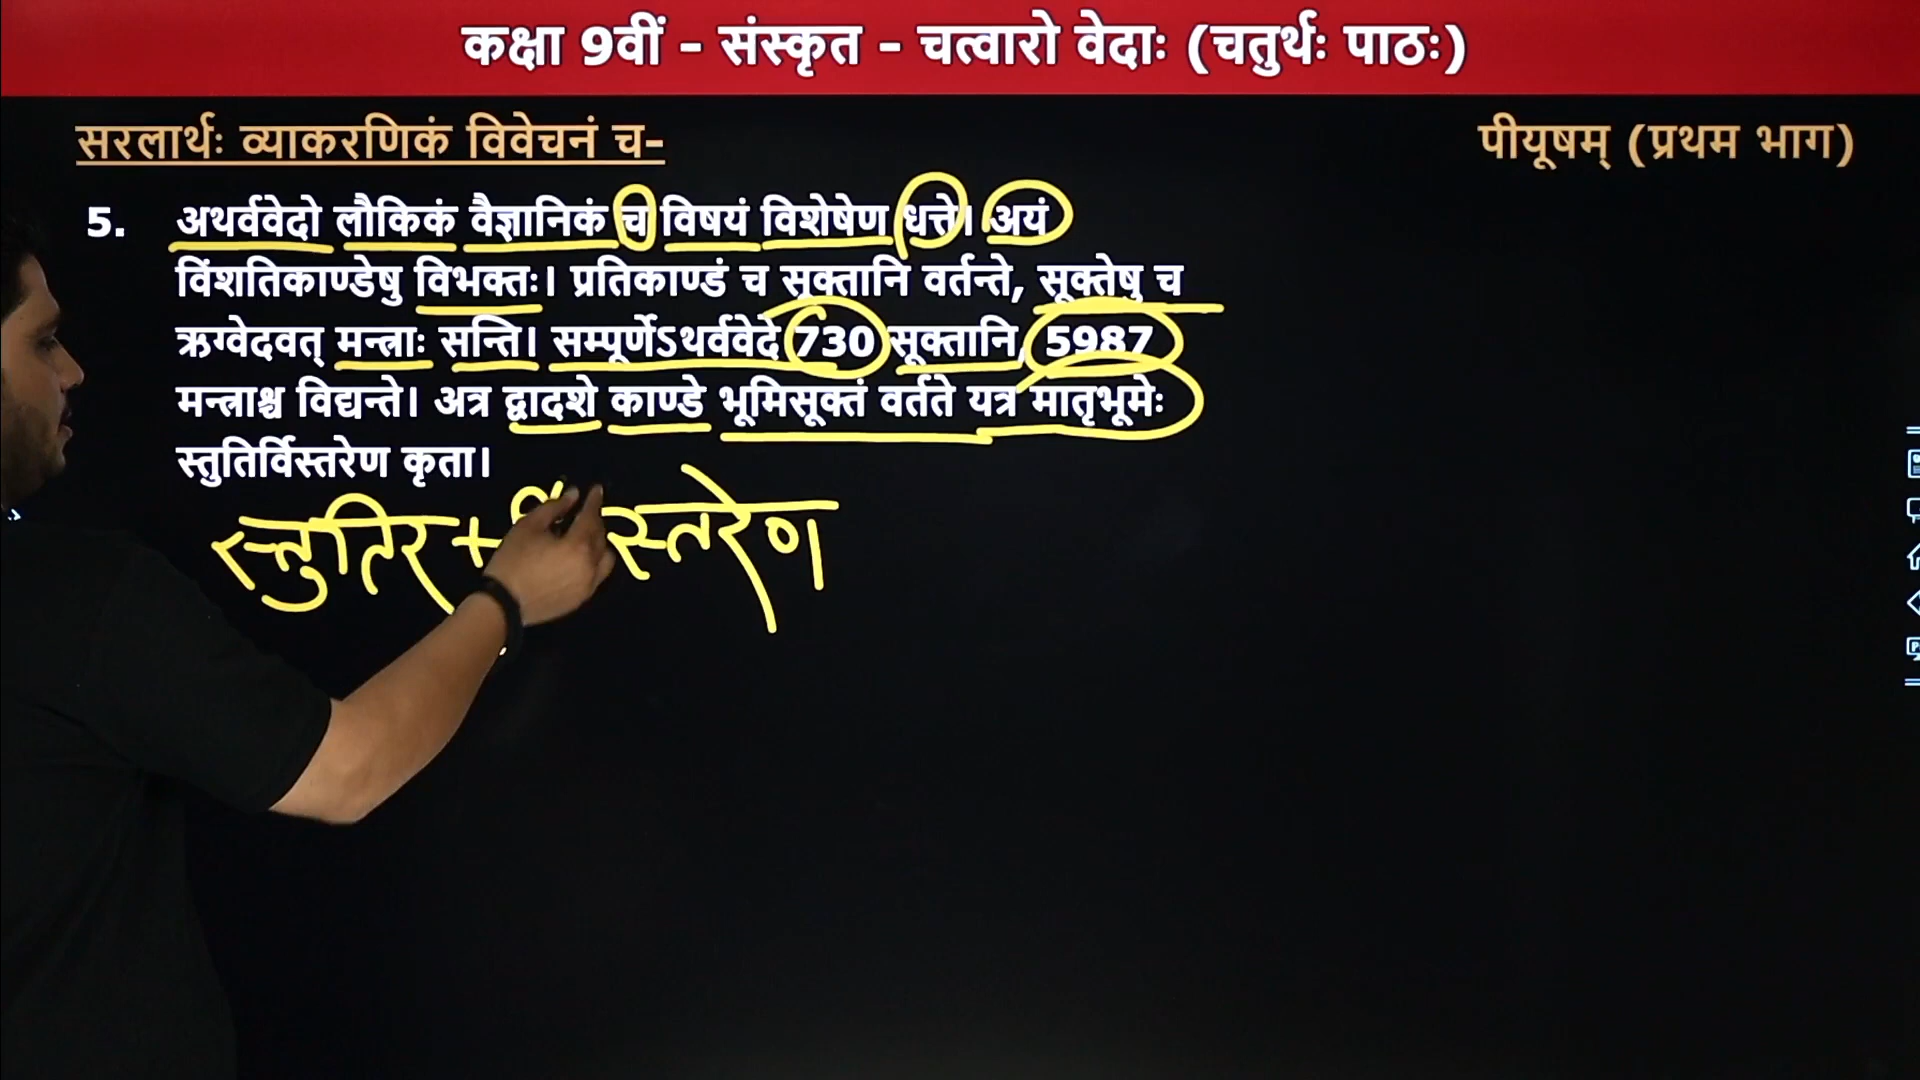 कक्षा 9वीं - संस्कृत - चत्वारो वेदाः (चतुर्थः पाठः)
सरलार्थः व्याकरणिकं विवेचनं च-
पीयूषम् (प्रथम भाग)
5. अथर्ववेदो लौकिकं वैज्ञानिकं च विषयं विशेषेण धत्ते। अयं
विंशतिकाण्डेषु विभक्तः। प्रतिकाण्डं च सूक्तानि वर्तन्ते, सूक्तेषु च
ऋग्वेदवत् मन्त्राः सन्ति। सम्पूर्णेऽथर्ववेदे 730 सूक्तानि, 5987
मन्त्राश्च विद्यन्ते। अत्र द्वादशे काण्डे भूमिसूक्तं वर्तते यत्र मातृभूमेः
स्तुतिर्विस्तरेण कृता।
स्तुतिर + स्तरेण